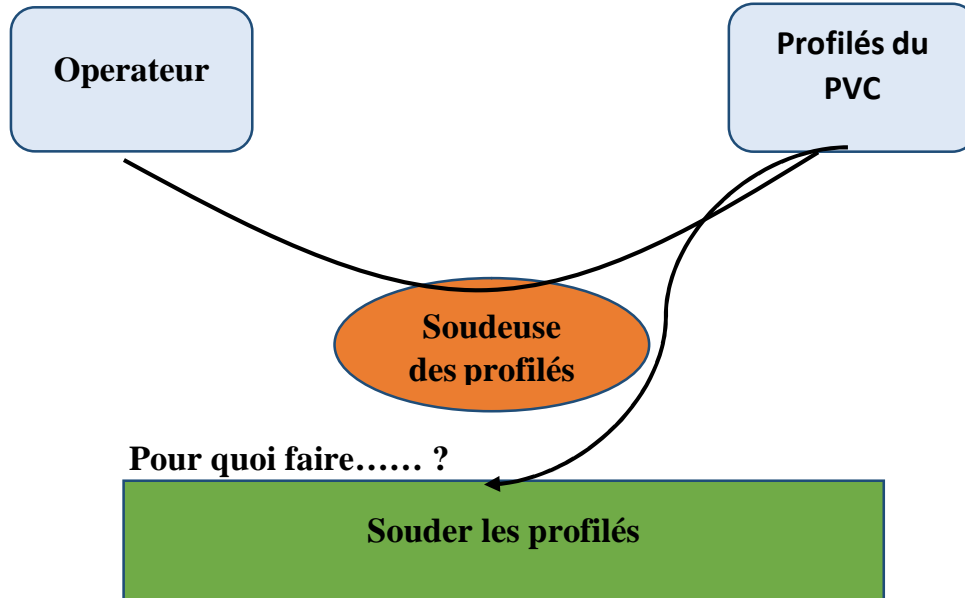 Operateur
Profilés du
PVC
Soudeuse
des profilés
Pour quoi faire…… ?
Souder les profilés